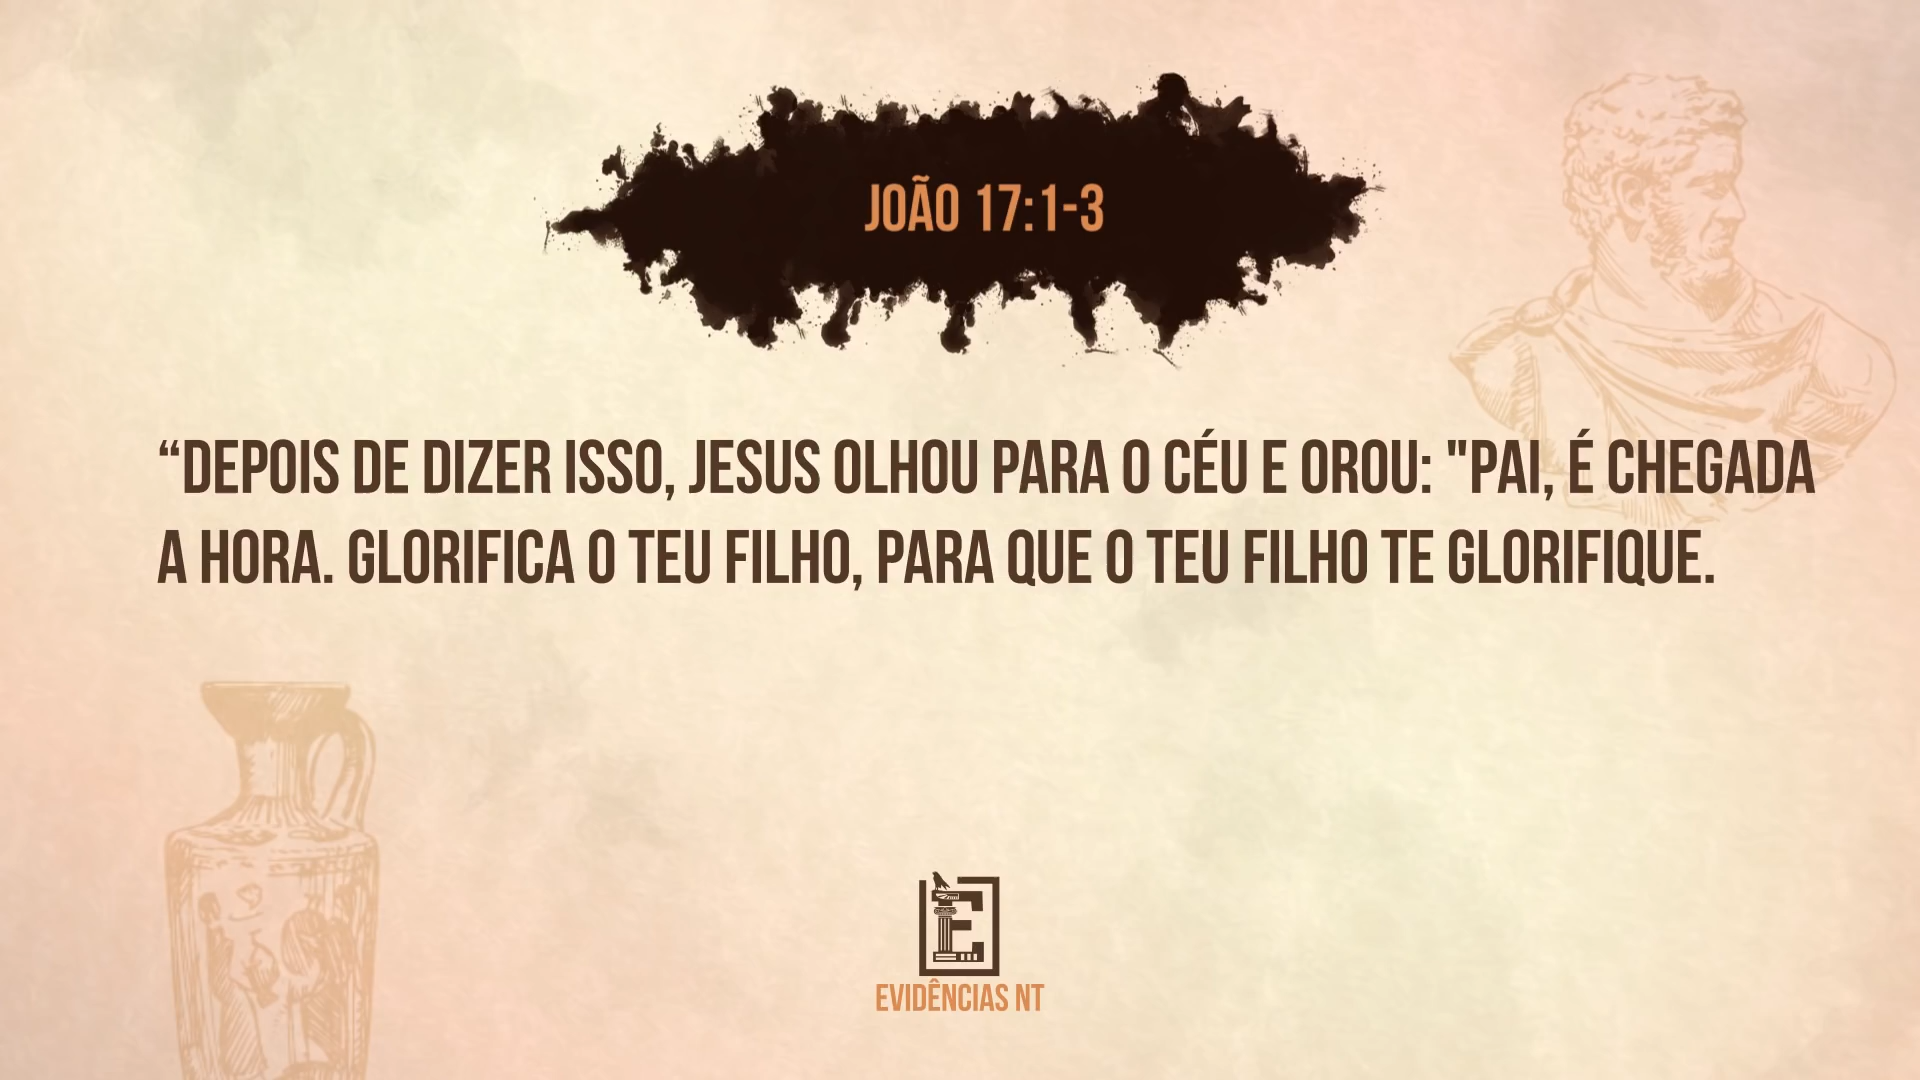 JOÃO 17:1-3
“DEPOIS DE DIZER ISSO, JESUS OLHOU PARA O CÉU E OROU: "PAI, É CHEGADA
A HORA. GLORIFICA O TEU FILHO, PARA QUE O TEU FILHO TE GLORIFIQUE.
E
EVIDÊNCIAS NT